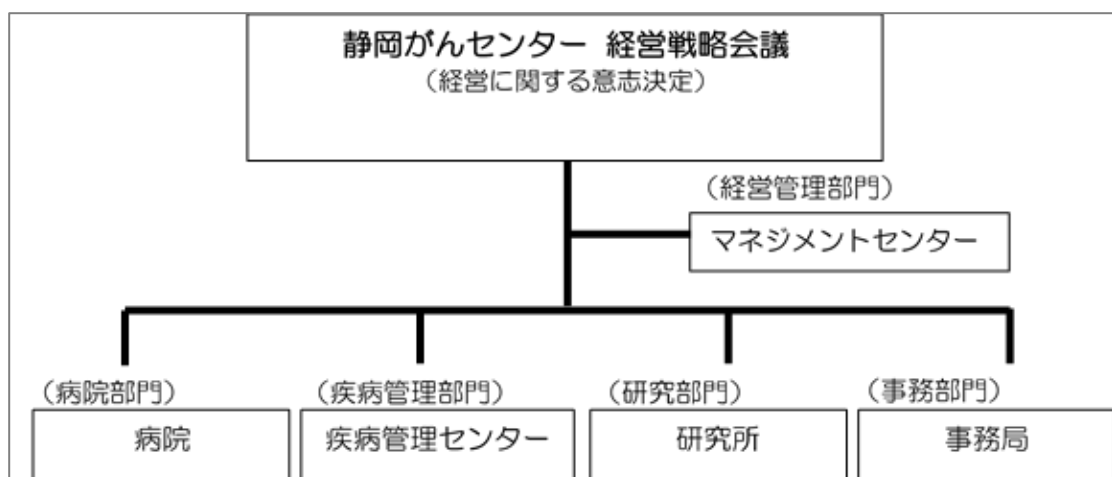 静岡がんセンター 経営戦略会議
（経営に関する意志決定）
（経営管理部門）
マネジメントセンター
（病院部門）
病院
（疾病管理部門）
疾病管理センター
（研究部門）
研究所
（事務部門）
事務局